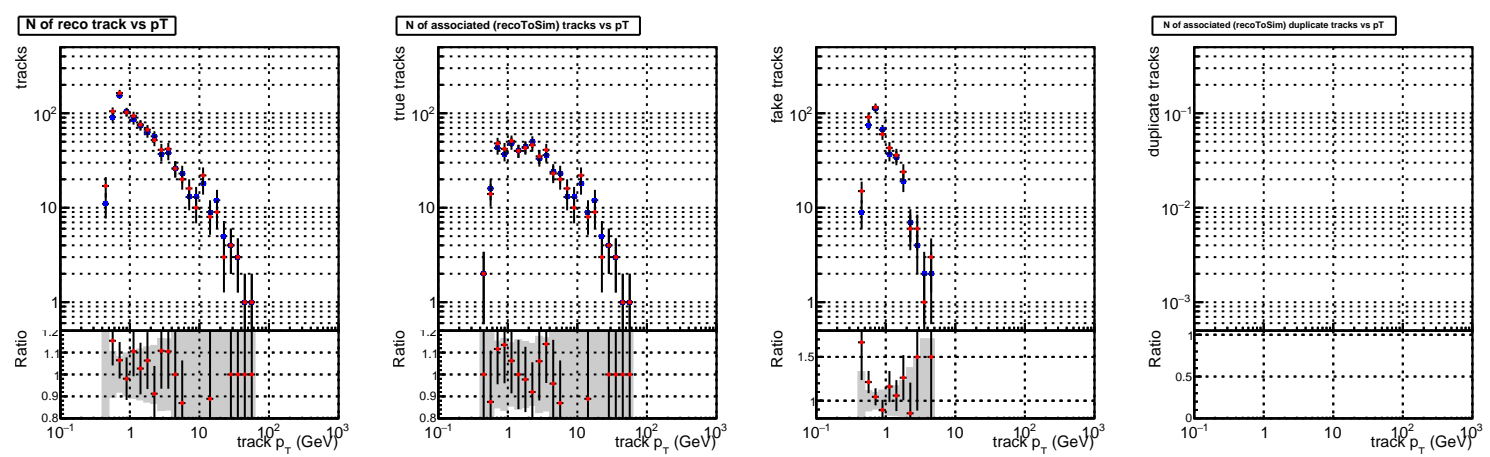 N of reco track vs pT
tracks
10²
10
1
Ratio
1.2
1.1
1
0.9
0.8
10⁻¹ 1 10 10² 10³
track p_T (GeV)
N of associated (recoToSim) tracks vs pT
true tracks
10²
10
1
Ratio
1.2
1.1
1
0.9
0.8
10⁻¹ 1 10 10² 10³
track p_T (GeV)
fake tracks
10²
10
1
Ratio
1.5
1
10⁻¹ 1 10 10² 10³
track p_T (GeV)
N of associated (recoToSim) duplicate tracks vs pT
duplicate tracks
10⁻¹
10⁻²
10⁻³
Ratio
1
0.5
0
10⁻¹ 1 10 10² 10³
track p_T (GeV)